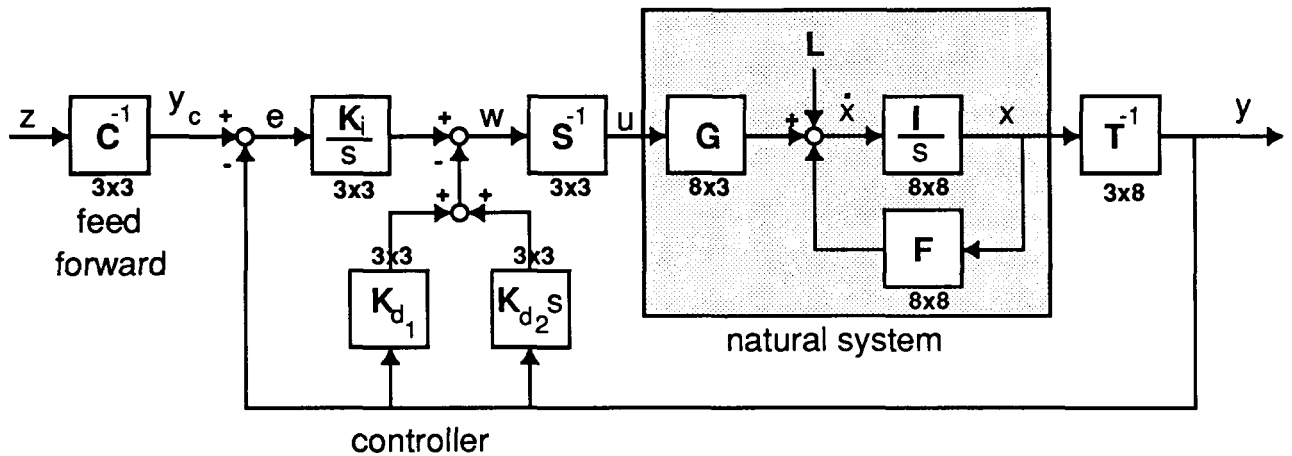 z
C⁻¹
3x3
feed
forward
y_c
+
-
e
K_i
s
3x3
+
-
w
S⁻¹
3x3
u
G
8x3
L
+
ẋ
I
s
8x8
x
F
8x8
natural system
T⁻¹
3x8
y
+
+
3x3
K_d₁
3x3
K_d₂ s
controller